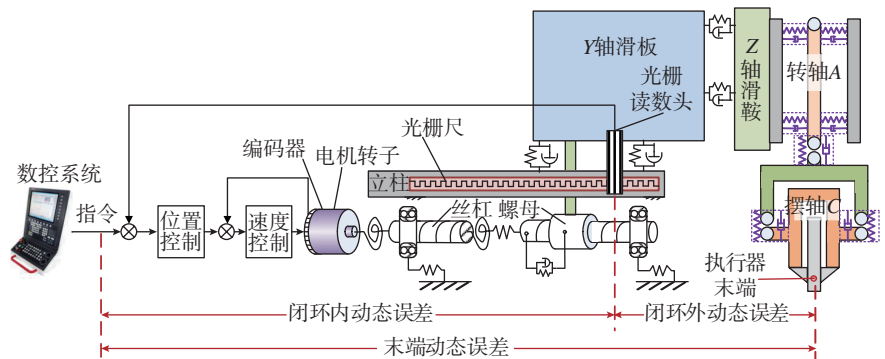 数控系统
指令
位置
控制
速度
控制
编码器
电机转子
光栅尺
立柱
丝杠 螺母
Y轴滑板
光栅
读数头
Z
轴
滑
鞍
转轴A
摆轴C
执行器
末端
闭环内动态误差
闭环外动态误差
末端动态误差